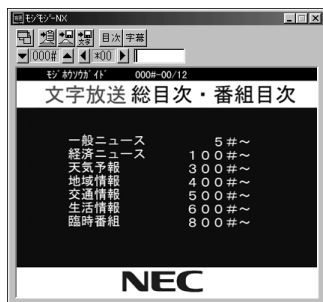 モジモジ-NX
目次 字幕
000# *00
モジ ホウソウガイド 000#-00/12
文字放送 総目次・番組目次
一般ニュース 5#~
経済ニュース 100#~
天気予報 300#~
地域情報 400#~
交通情報 500#~
生活情報 600#~
臨時番組 800#~
NEC